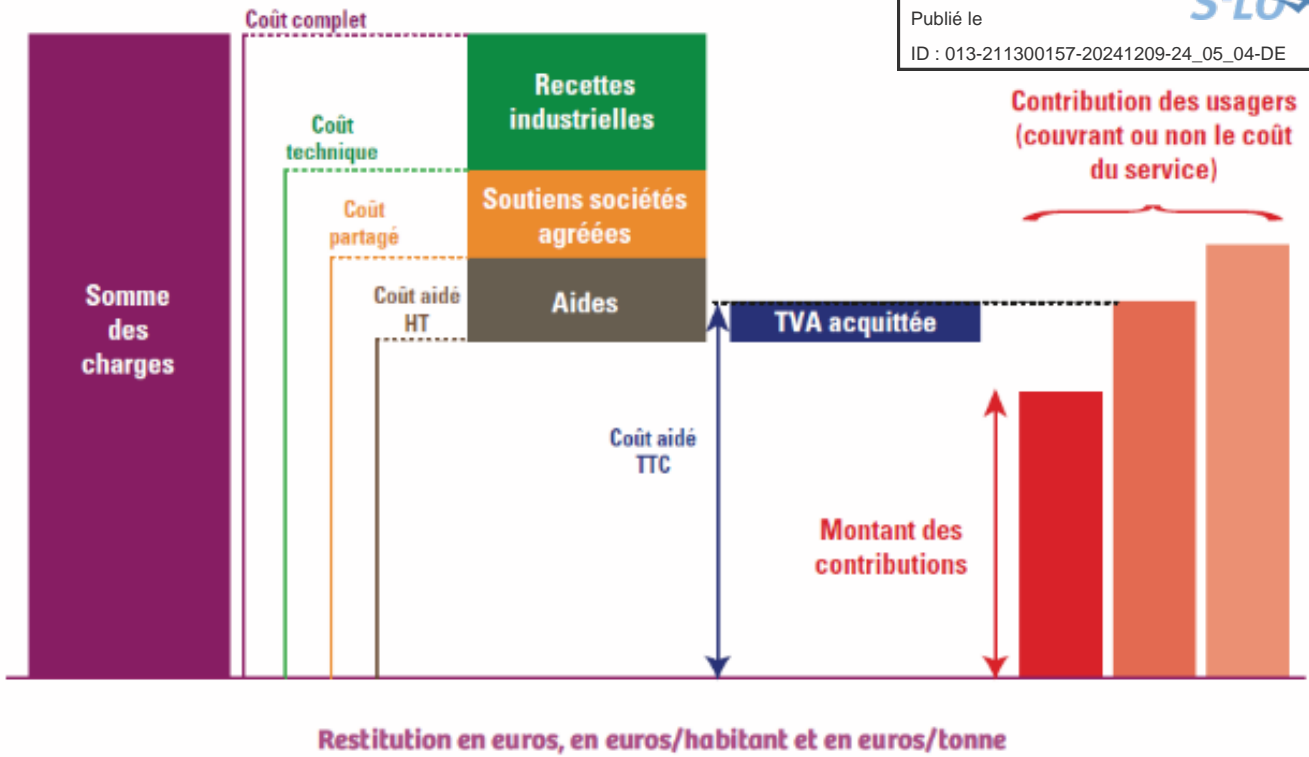 Publié le
ID : 013-211300157-20241209-24_05_04-DE
Coût complet
Recettes
industrielles
Coût
technique
Soutiens sociétés
agréées
Coût
partagé
Somme
des
charges
Coût aidé
HT
Aides
TVA acquittée
Coût aidé
TTC
Contribution des usagers
(couvrant ou non le coût
du service)
Montant des
contributions
Restitution en euros, en euros/habitant et en euros/tonne